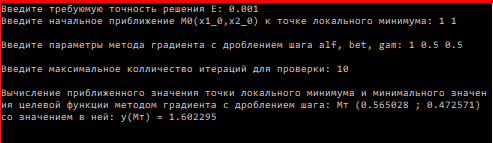 Введите требуемую точность решения E: 0.001
Введите начальное приближение М0(x1_0,x2_0) к точке локального минимума: 1 1
Введите параметры метода градиента с дроблением шага alf, bet, gam: 1 0.5 0.5
Введите максимальное колличество итераций для проверки: 10
Вычисление приближенного значения точки локального минимума и минимального значен
ия целевой функции методом градиента с дроблением шага: Мт (0.565028 ; 0.472571)
со значением в ней: y(Мт) = 1.602295